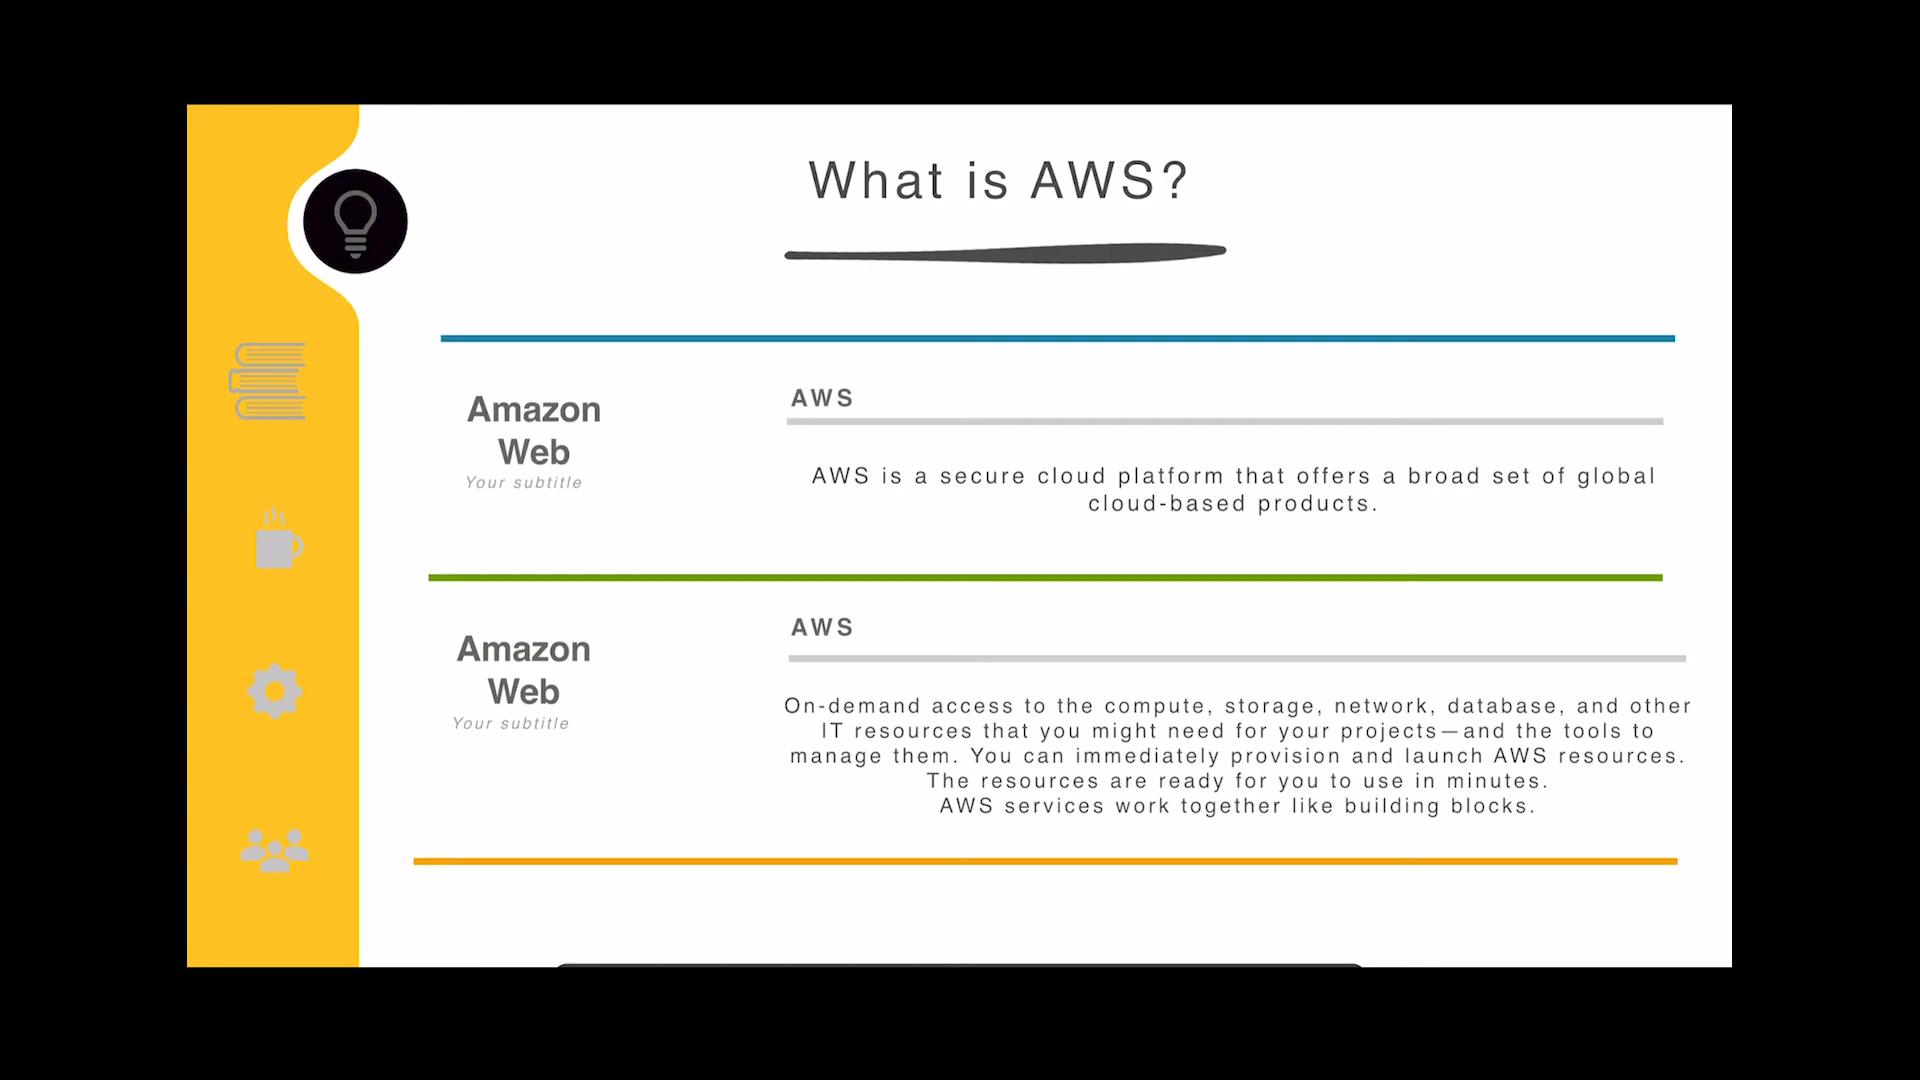 What is AWS?
Amazon
Web
Your subtitle
AWS
AWS is a secure cloud platform that offers a broad set of global
cloud-based products.
Amazon
Web
Your subtitle
AWS
On-demand access to the compute, storage, network, database, and other
IT resources that you might need for your projects—and the tools to
manage them. You can immediately provision and launch AWS resources.
The resources are ready for you to use in minutes.
AWS services work together like building blocks.